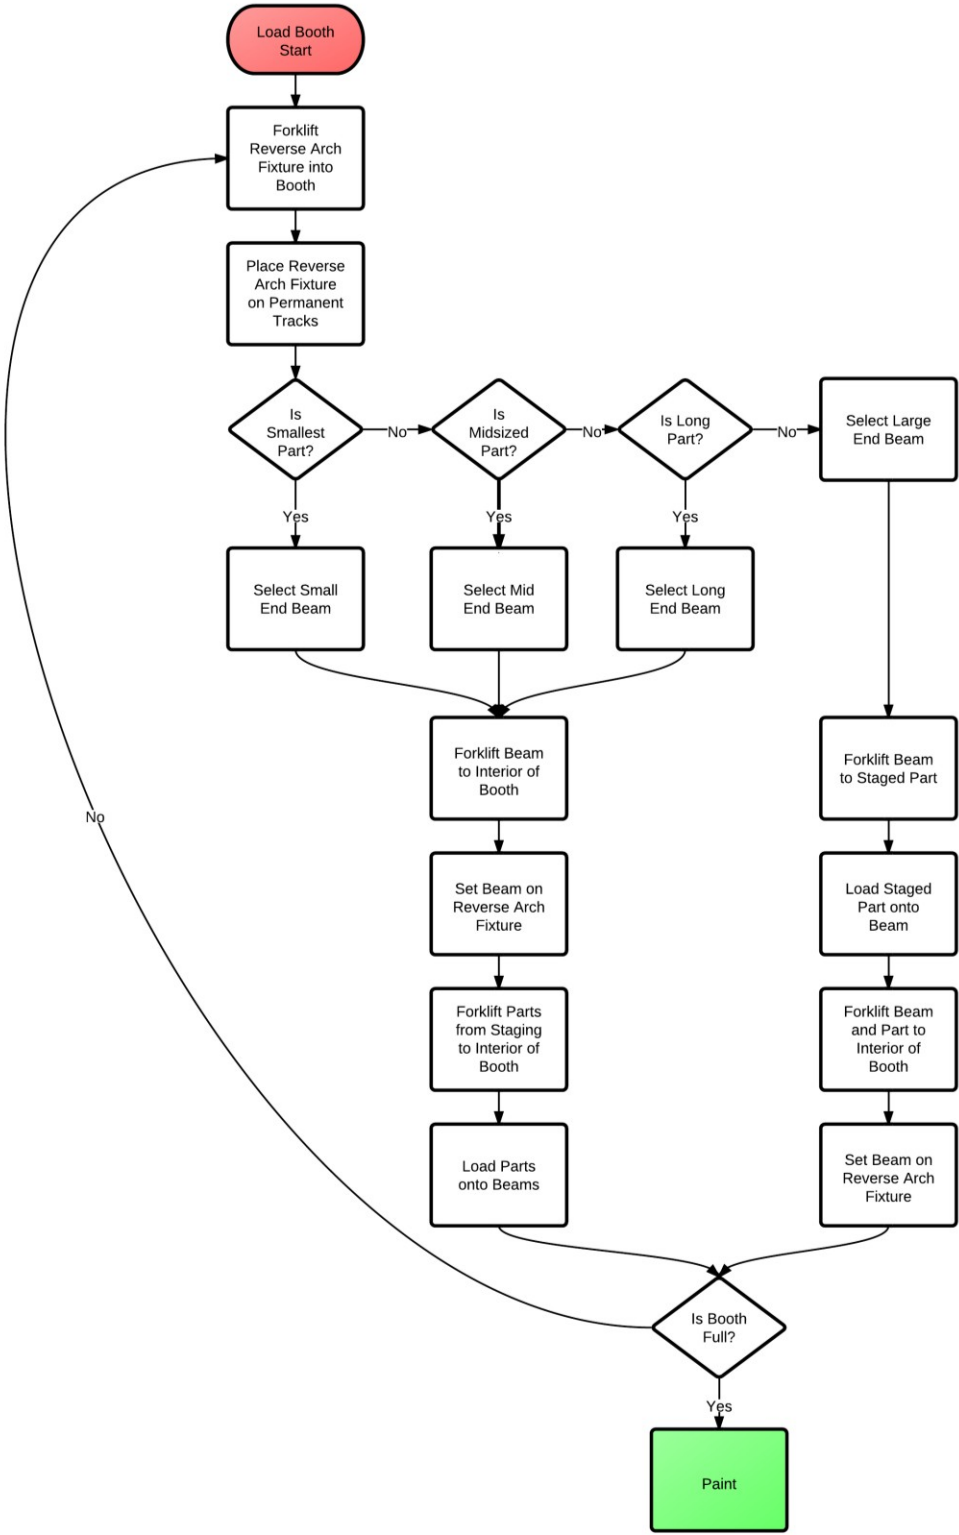 Load Booth
Start
Forklift
Reverse Arch
Fixture into
Booth
Place Reverse
Arch Fixture
on Permanent
Tracks
Is
Smallest
Part?
No
Is
Midsized
Part?
No
Is Long
Part?
No
Select Large
End Beam
Yes
Yes
Yes
Select Small
End Beam
Select Mid
End Beam
Select Long
End Beam
Forklift Beam
to Interior of
Booth
Forklift Beam
to Staged Part
No
Set Beam on
Reverse Arch
Fixture
Load Staged
Part onto
Beam
Forklift Parts
from Staging
to Interior of
Booth
Forklift Beam
and Part to
Interior of
Booth
Load Parts
onto Beams
Set Beam on
Reverse Arch
Fixture
Is Booth
Full?
Yes
Paint